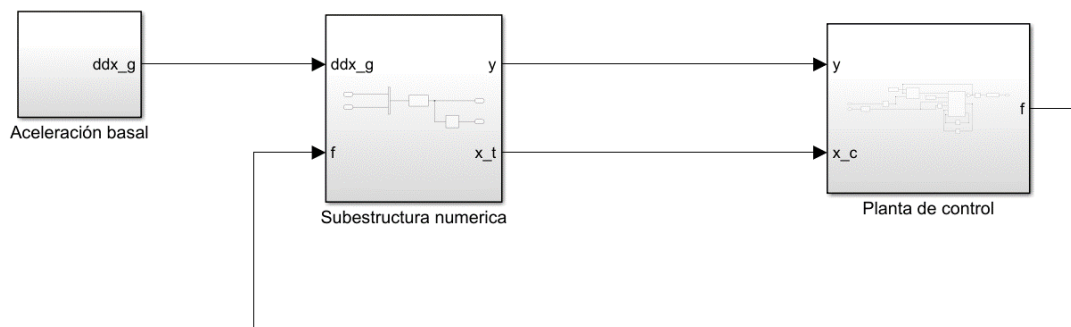 ddx_g
Aceleración basal
ddx_g
y
f
x_t
Subestructura numerica
y
x_c
f
Planta de control